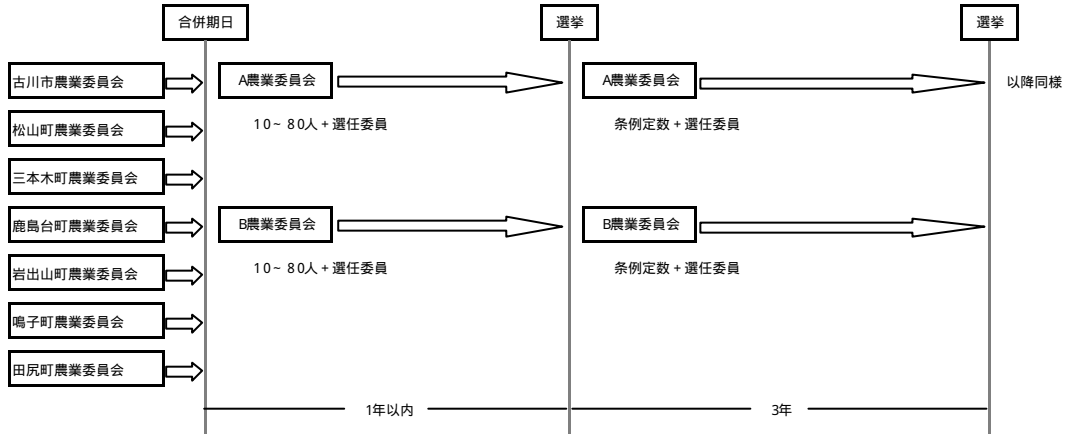 合併期日
選挙
選挙
古川市農業委員会
A農業委員会
A農業委員会
以降同様
松山町農業委員会
10~80人+選任委員
条例定数+選任委員
三本木町農業委員会
鹿島台町農業委員会
B農業委員会
B農業委員会
岩出山町農業委員会
10~80人+選任委員
条例定数+選任委員
鳴子町農業委員会
田尻町農業委員会
1年以内
3年